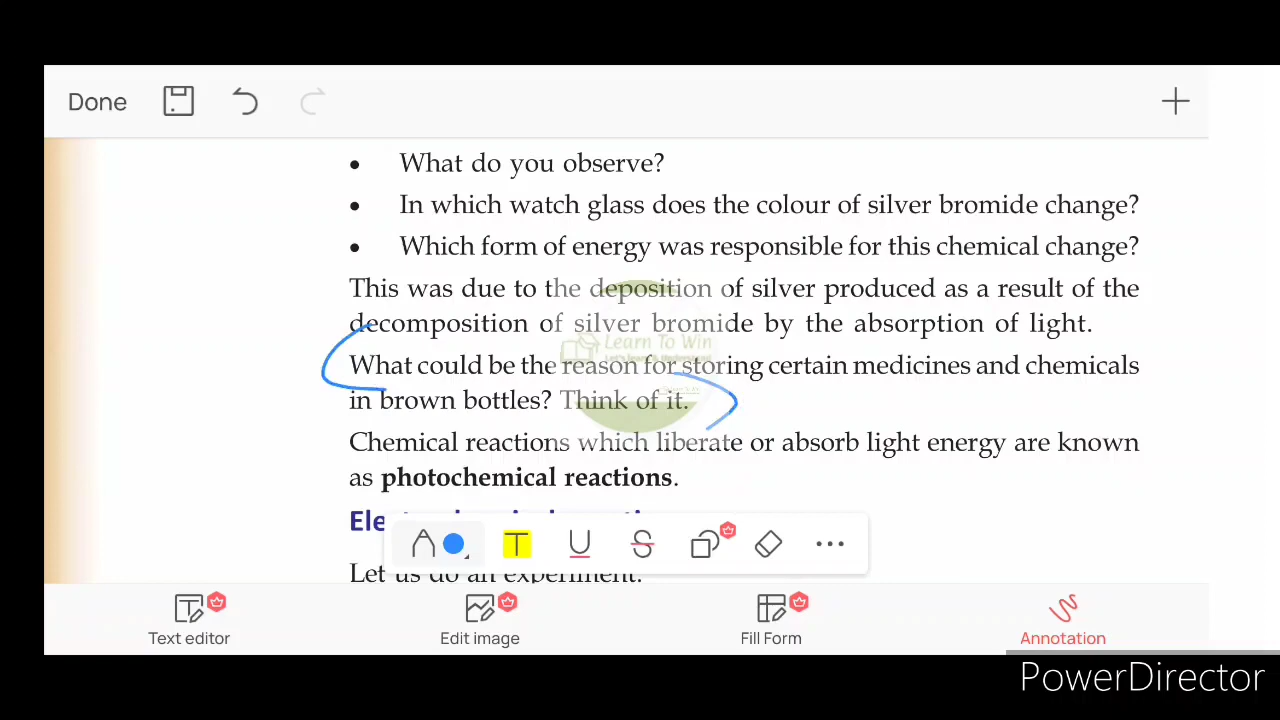 Done
• What do you observe?
• In which watch glass does the colour of silver bromide change?
• Which form of energy was responsible for this chemical change?
This was due to the deposition of silver produced as a result of the
decomposition of silver bromide by the absorption of light.
Learn To Win
What could be the reason for storing certain medicines and chemicals
in brown bottles? Think of it.
Chemical reactions which liberate or absorb light energy are known
as photochemical reactions.
Let us do an experiment.
Text editor
Edit image
Fill Form
Annotation
PowerDirector